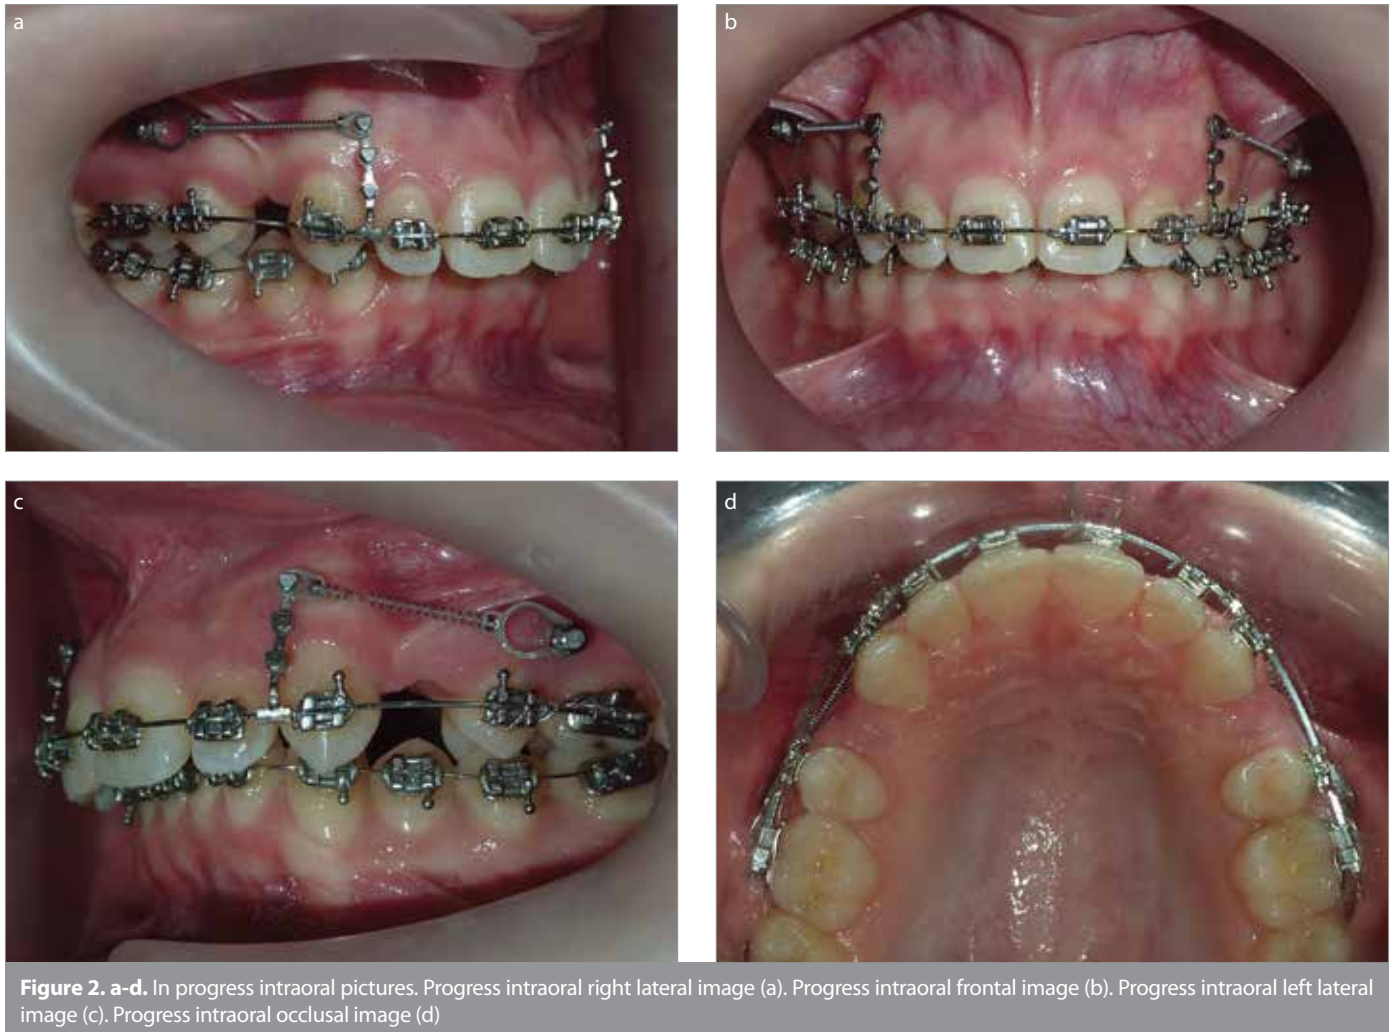 a
b
c
d
Figure 2. a-d. In progress intraoral pictures. Progress intraoral right lateral image (a). Progress intraoral frontal image (b). Progress intraoral left lateral
image (c). Progress intraoral occlusal image (d)